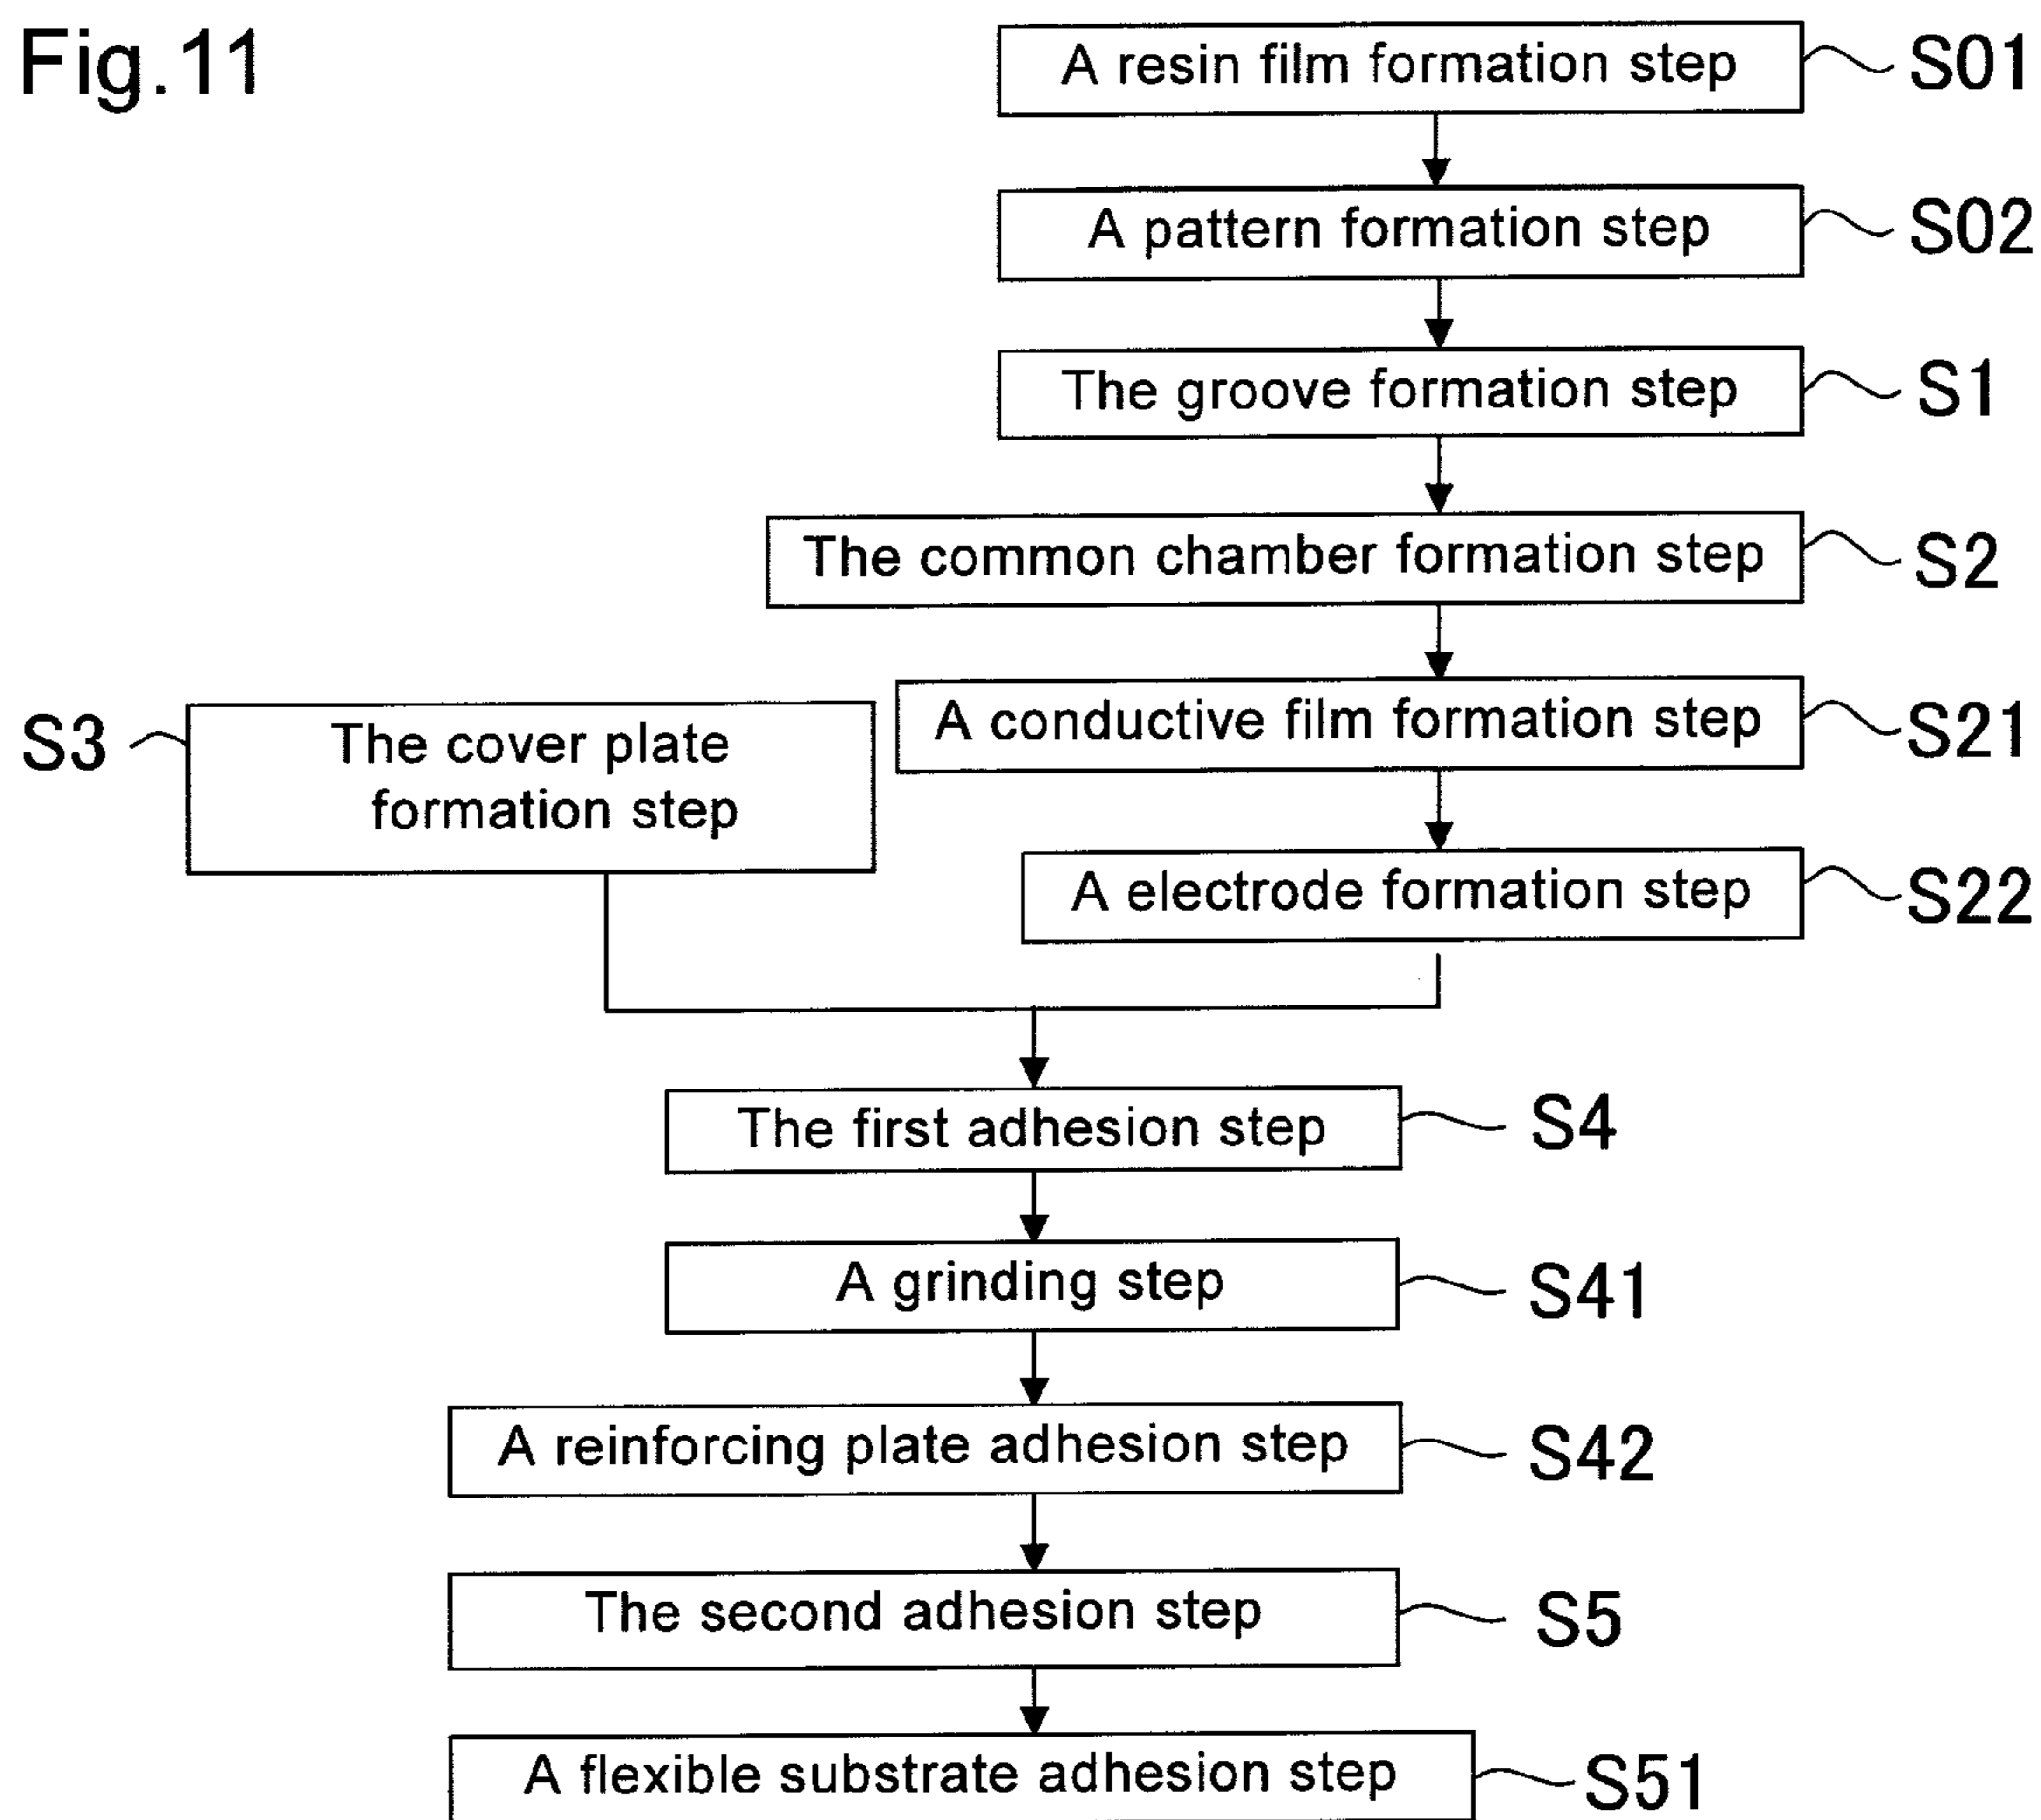 Fig.11
A resin film formation step
S01
A pattern formation step
S02
The groove formation step
S1
The common chamber formation step
S2
A conductive film formation step
S21
S3
The cover plate
formation step
A electrode formation step
S22
The first adhesion step
S4
A grinding step
S41
A reinforcing plate adhesion step
S42
The second adhesion step
S5
A flexible substrate adhesion step
S51